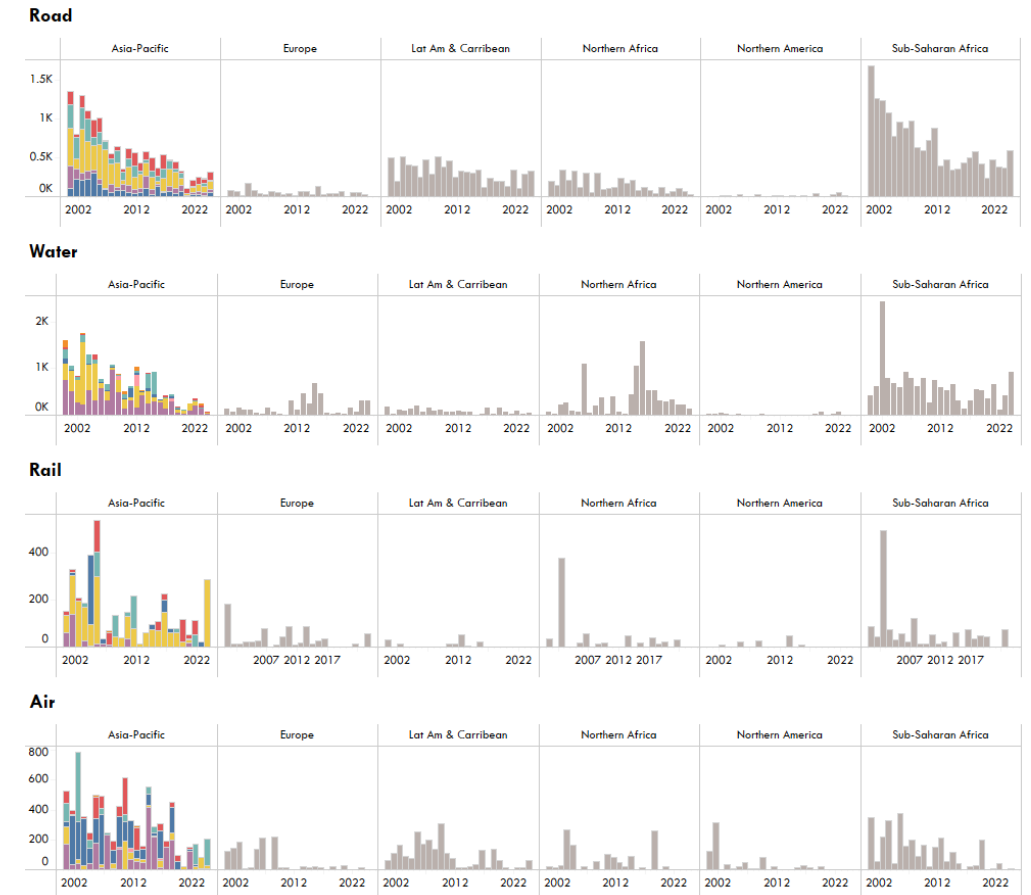 Road
Asia-Pacific Europe Lat Am & Carribean Northern Africa Northern America Sub-Saharan Africa
1.5K
1K
0.5K
0K
2002 2012 2022 2002 2012 2022 2002 2012 2022 2002 2012 2022 2002 2012 2022 2002 2012 2022
Water
Asia-Pacific Europe Lat Am & Carribean Northern Africa Northern America Sub-Saharan Africa
2K
1K
0K
2002 2012 2022 2002 2012 2022 2002 2012 2022 2002 2012 2022 2002 2012 2022 2002 2012 2022
Rail
Asia-Pacific Europe Lat Am & Carribean Northern Africa Northern America Sub-Saharan Africa
400
200
0
2002 2012 2022 2007 2012 2017 2002 2012 2022 2007 2012 2017 2002 2012 2022 2007 2012 2017
Air
Asia-Pacific Europe Lat Am & Carribean Northern Africa Northern America Sub-Saharan Africa
800
600
400
200
0
2002 2012 2022 2002 2012 2022 2002 2012 2022 2002 2012 2022 2002 2012 2022 2002 2012 2022